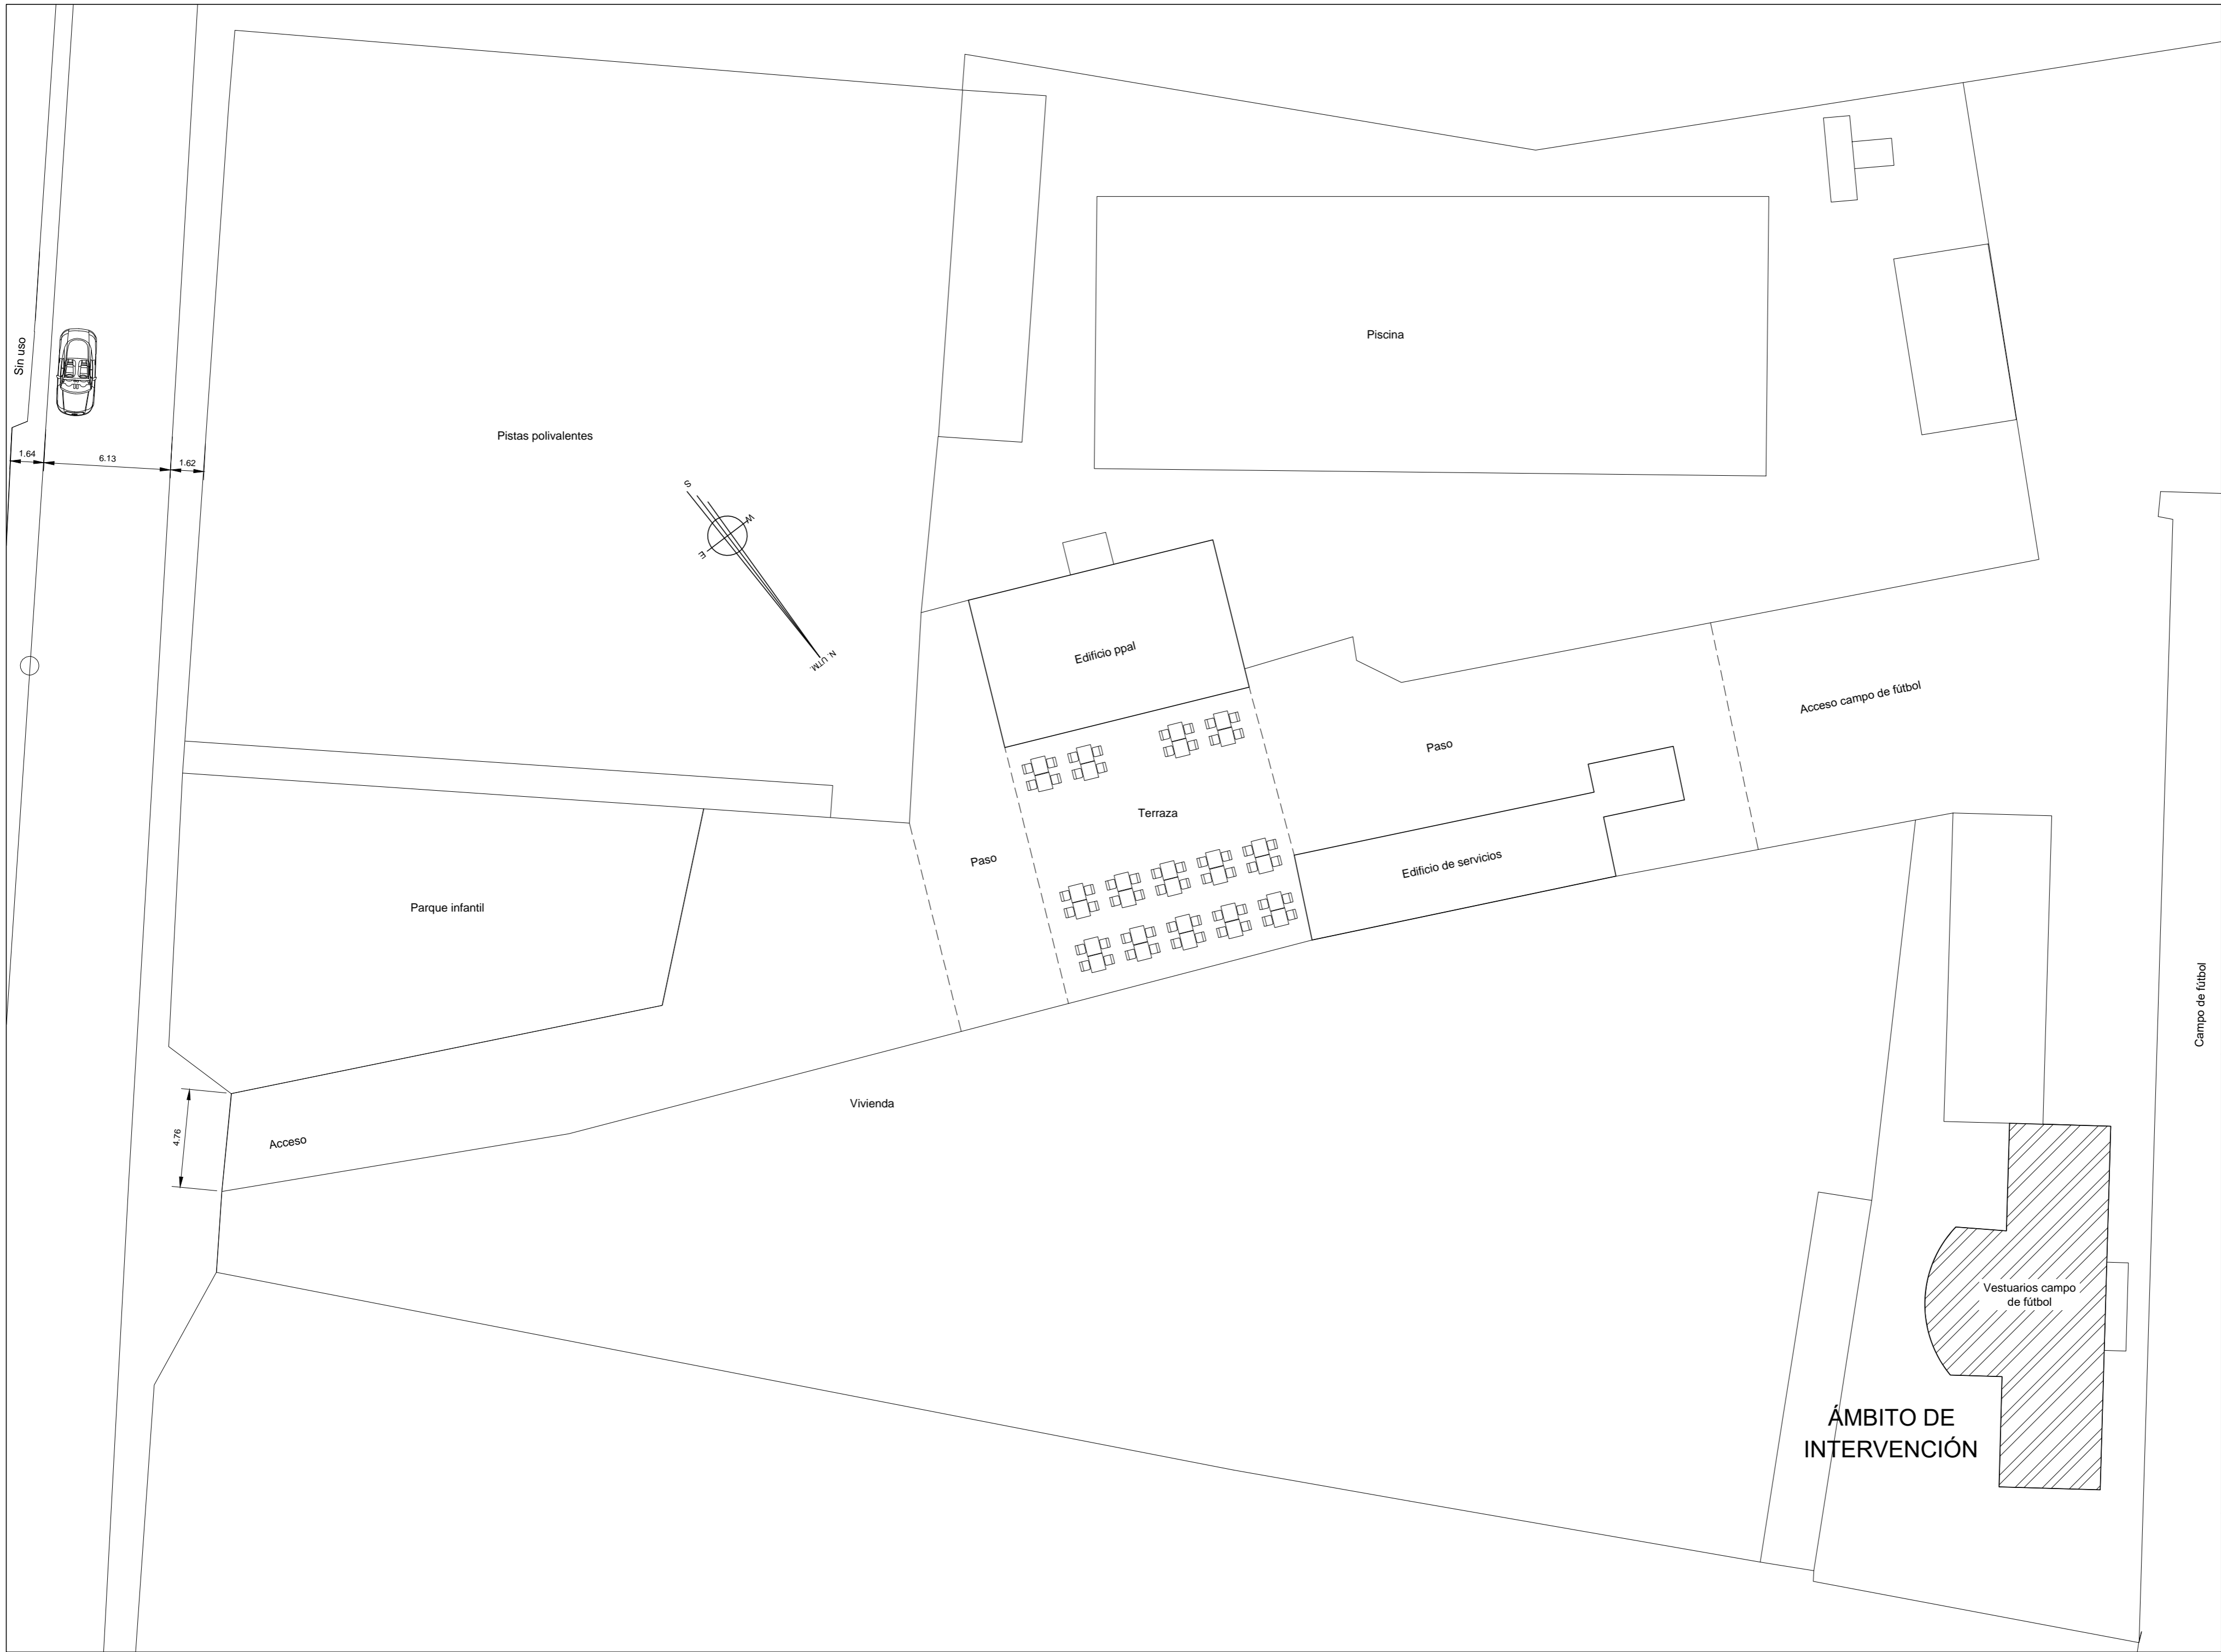 Sin uso
1.64
6.13
1.62
Pistas polivalentes
Piscina
S
W
E
N. UTM.
Edificio ppal
Acceso campo de fútbol
Paso
Terraza
Paso
Edificio de servicios
Parque infantil
Campo de fútbol
Vivienda
4.76
Acceso
Vestuarios campo
de fútbol
ÁMBITO DE
INTERVENCIÓN